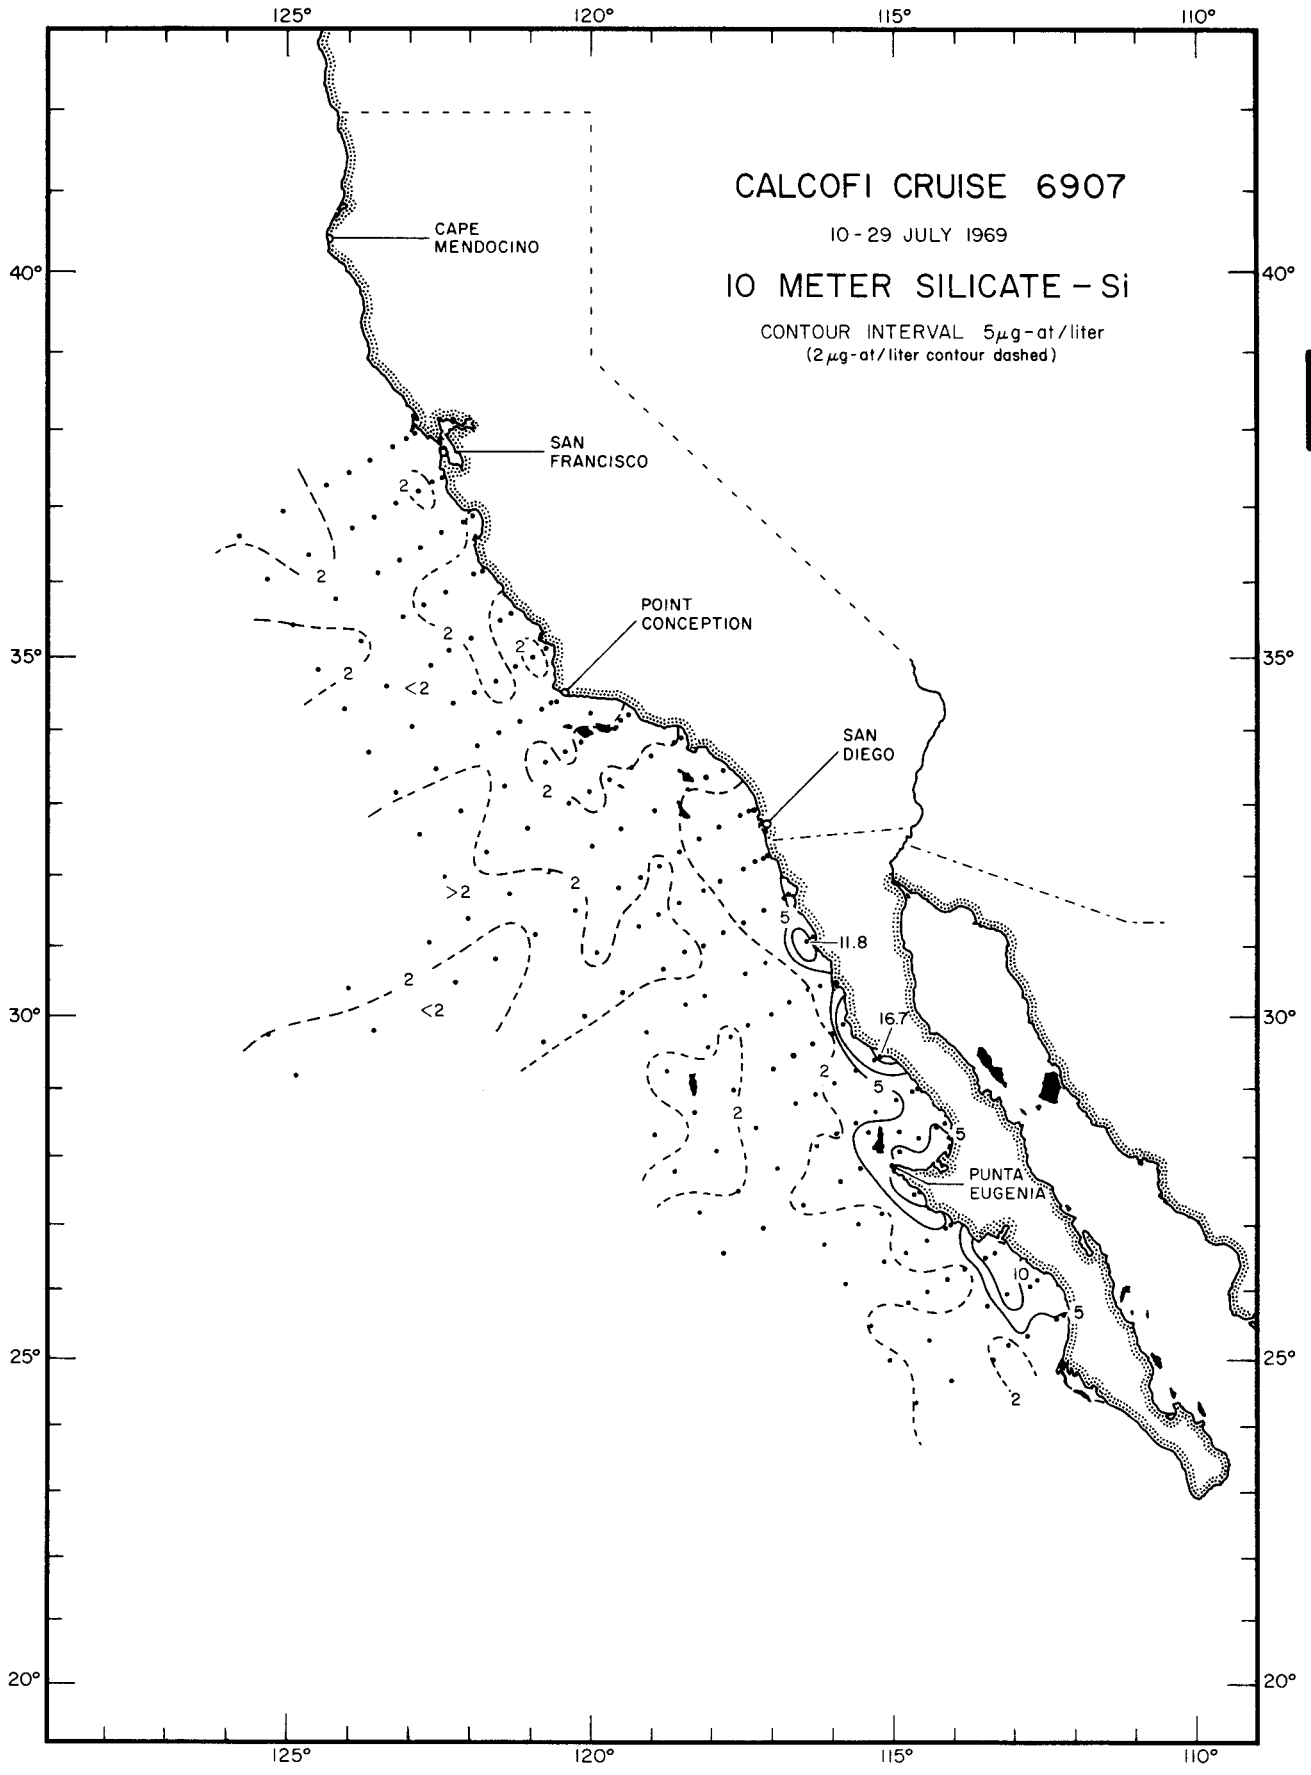 125°
120°
115°
110°
CALCOFI CRUISE 6907
10-29 JULY 1969
10 METER SILICATE-Si
CONTOUR INTERVAL 5µg-at/liter
(2µg-at/liter contour dashed)
CAPE
MENDOCINO
40°
40°
SAN
FRANCISCO
2
2
POINT
CONCEPTION
2
2
35°
35°
2
<2
SAN
DIEGO
2
2
>2
5
11.8
2
<2
30°
16.7
30°
2
5
2
5
PUNTA
EUGENIA
10
5
25°
25°
2
20°
20°
125°
120°
115°
110°